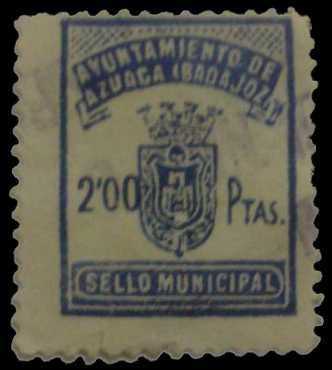 AYUNTAMIENTO DE
AZUAGA (BADAJOZ)
2'00 PTAS.
SELLO MUNICIPAL